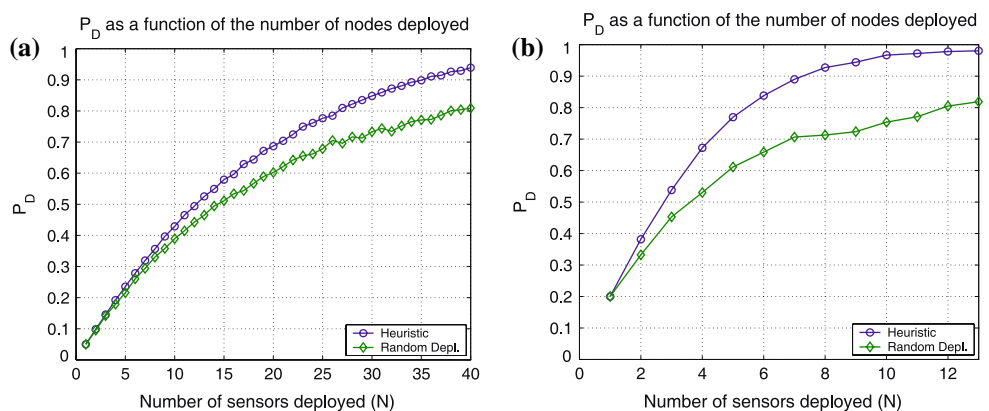 (a)
P_D as a function of the number of nodes deployed
1
0.9
0.8
0.7
0.6
0.5
0.4
0.3
0.2
0.1
0
P_D
0 5 10 15 20 25 30 35 40
Number of sensors deployed (N)
Heuristic
Random Depl.
(b)
P_D as a function of the number of nodes deployed
1
0.9
0.8
0.7
0.6
0.5
0.4
0.3
0.2
0.1
0
P_D
0 2 4 6 8 10 12
Number of sensors deployed (N)
Heuristic
Random Depl.